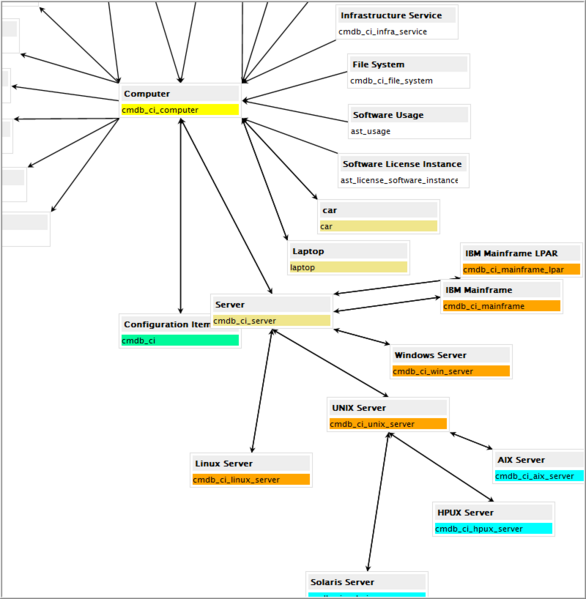 Infrastructure Service
cmdb_ci_infra_service
File System
cmdb_ci_file_system
Computer
cmdb_ci_computer
Software Usage
ast_usage
Software License Instance
ast_license_software_instance
car
car
Laptop
laptop
IBM Mainframe LPAR
cmdb_ci_mainframe_lpar
IBM Mainframe
cmdb_ci_mainframe
Server
cmdb_ci_server
Configuration Item
cmdb_ci
Windows Server
cmdb_ci_win_server
UNIX Server
cmdb_ci_unix_server
Linux Server
cmdb_ci_linux_server
AIX Server
cmdb_ci_aix_server
HPUX Server
cmdb_ci_hpux_server
Solaris Server